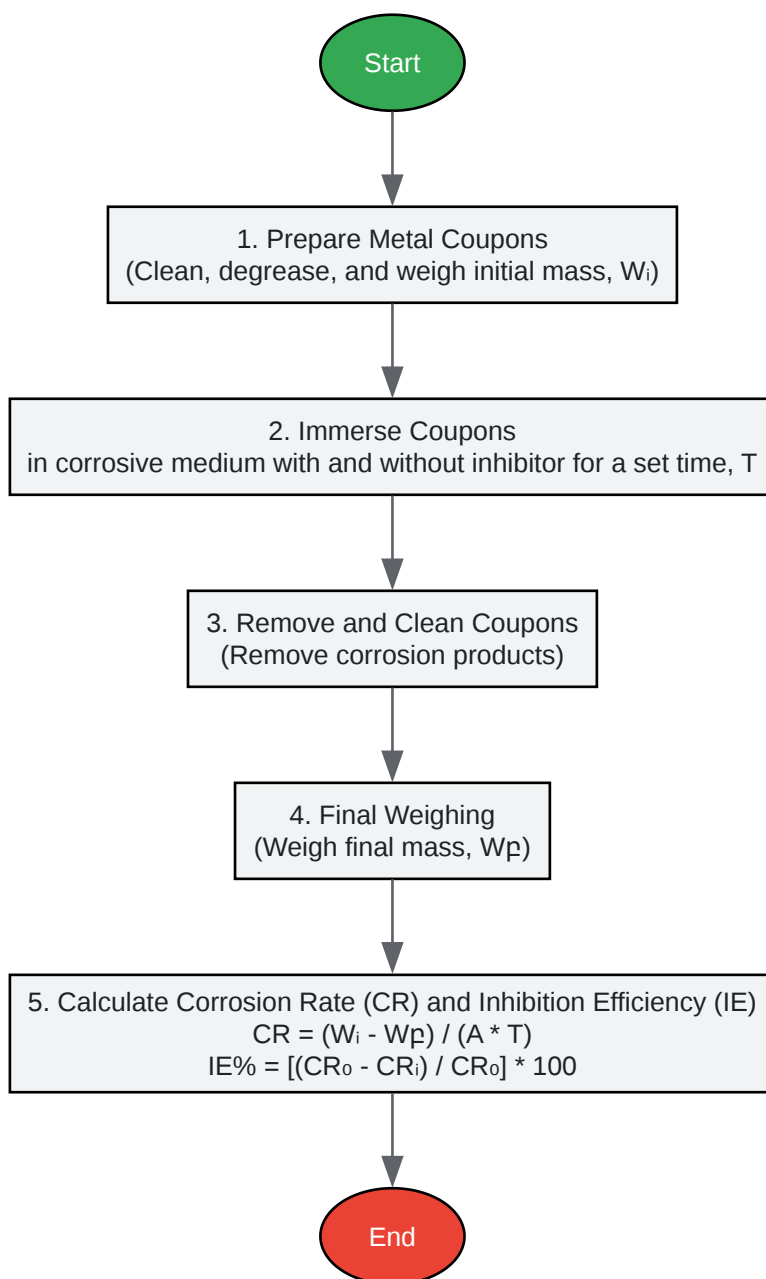 Start
1. Prepare Metal Coupons
(Clean, degrease, and weigh initial mass, Wᵢ)
2. Immerse Coupons
in corrosive medium with and without inhibitor for a set time, T
3. Remove and Clean Coupons
(Remove corrosion products)
4. Final Weighing
(Weigh final mass, Wբ)
5. Calculate Corrosion Rate (CR) and Inhibition Efficiency (IE)
CR = (Wᵢ - Wբ) / (A * T)
IE% = [(CR₀ - CRᵢ) / CR₀] * 100
End